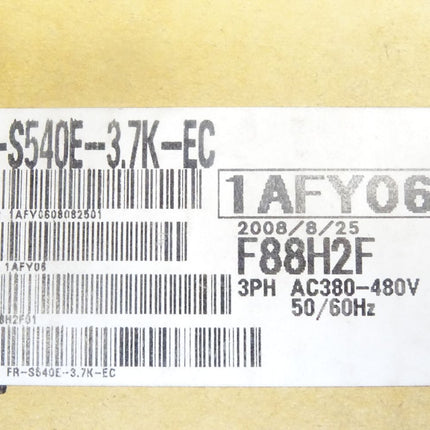 -S540E-3.7K-EC
1AFY06
1AFY0608082501
2008/8/25
F88H2F
1AFY06
3PH AC380-480V
50/60Hz
8H2F01
FR-S540E-3.7K-EC